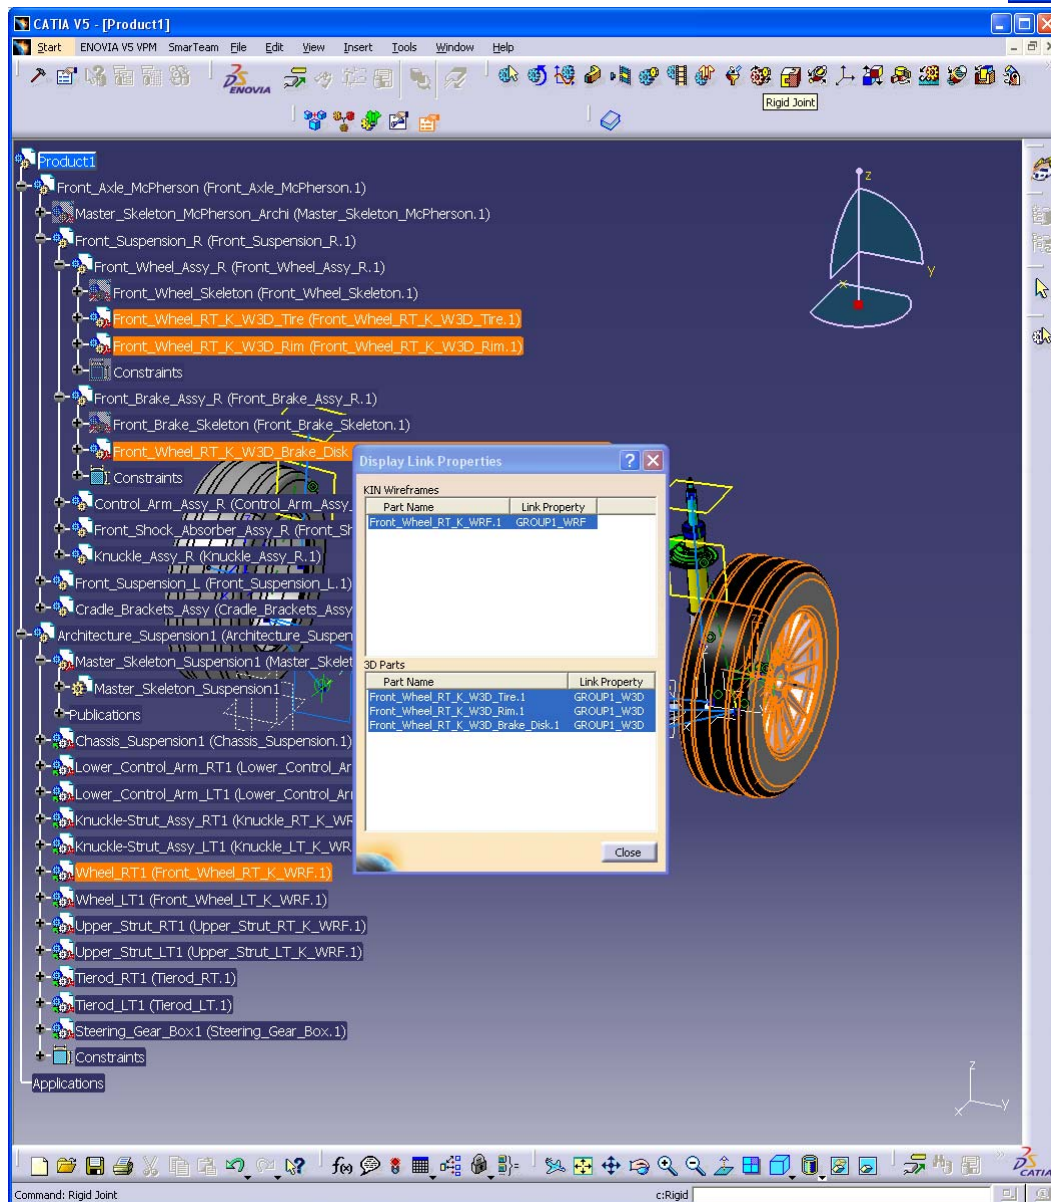 CATIA V5 - [Product1]
Start ENOVIA V5 VPM SmarTeam File Edit View Insert Tools Window Help
ENOVIA
Rigid Joint
Product1
Front_Axle_McPherson (Front_Axle_McPherson.1)
Master_Skeleton_McPherson_Archi (Master_Skeleton_McPherson.1)
Front_Suspension_R (Front_Suspension_R.1)
Front_Wheel_Assy_R (Front_Wheel_Assy_R.1)
Front_Wheel_Skeleton (Front_Wheel_Skeleton.1)
Front_Wheel_RT_K_W3D_Tire (Front_Wheel_RT_K_W3D_Tire.1)
Front_Wheel_RT_K_W3D_Rim (Front_Wheel_RT_K_W3D_Rim.1)
Constraints
Front_Brake_Assy_R (Front_Brake_Assy_R.1)
Front_Brake_Skeleton (Front_Brake_Skeleton.1)
Front_Wheel_RT_K_W3D_Brake_Disk
Constraints
Control_Arm_Assy_R (Control_Arm_Assy
Front_Shock_Absorber_Assy_R (Front_Sh
Knuckle_Assy_R (Knuckle_Assy_R.1)
Front_Suspension_L (Front_Suspension_L.1)
Cradle_Brackets_Assy (Cradle_Brackets_Assy
Architecture_Suspension1 (Architecture_Suspen
Master_Skeleton_Suspension1 (Master_Skelet
Master_Skeleton_Suspension1
Publications
Chassis_Suspension1 (Chassis_Suspension.1)
Lower_Control_Arm_RT1 (Lower_Control_Ar
Lower_Control_Arm_LT1 (Lower_Control_Ar
Knuckle-Strut_Assy_RT1 (Knuckle_RT_K_WR
Knuckle-Strut_Assy_LT1 (Knuckle_LT_K_WR
Wheel_RT1 (Front_Wheel_RT_K_WRF.1)
Wheel_LT1 (Front_Wheel_LT_K_WRF.1)
Upper_Strut_RT1 (Upper_Strut_RT_K_WRF.1)
Upper_Strut_LT1 (Upper_Strut_LT_K_WRF.1)
Tierod_RT1 (Tierod_RT.1)
Tierod_LT1 (Tierod_LT.1)
Steering_Gear_Box1 (Steering_Gear_Box.1)
Constraints
Applications
Display Link Properties
KIN Wireframes
Part Name Link Property
Front_Wheel_RT_K_WRF.1 GROUP1_WRF
3D Parts
Part Name Link Property
Front_Wheel_RT_K_W3D_Tire.1 GROUP1_W3D
Front_Wheel_RT_K_W3D_Rim.1 GROUP1_W3D
Front_Wheel_RT_K_W3D_Brake_Disk.1 GROUP1_W3D
Close
z
y
x
z
x
y
f(x)
CATIA
Command: Rigid Joint c:Rigid